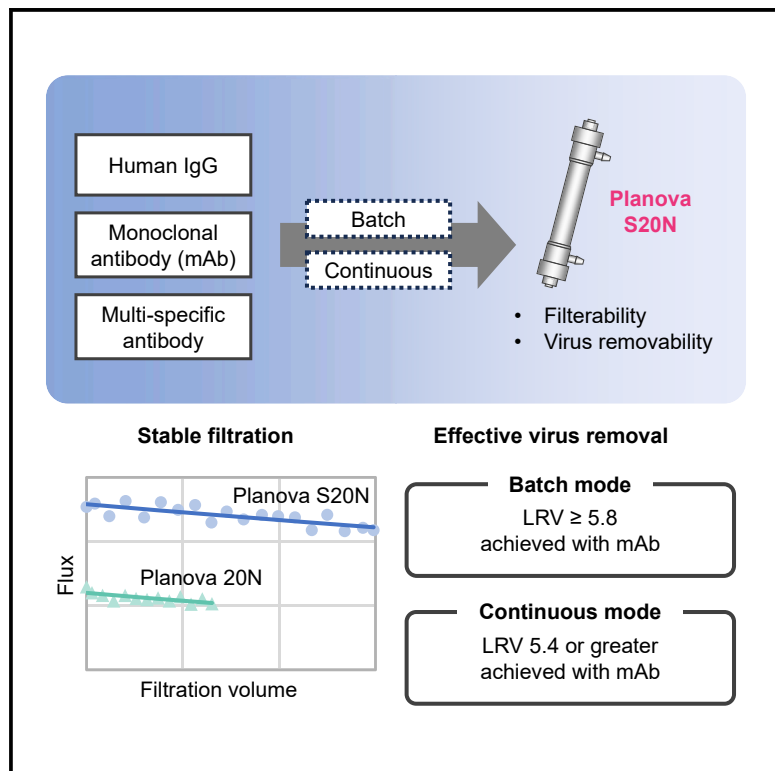 Human IgG
Monoclonal
antibody (mAb)
Multi-specific
antibody
Batch
Continuous
Planova
S20N
• Filterability
• Virus removability
Stable filtration
Flux
Planova S20N
Planova 20N
Filtration volume
Effective virus removal
Batch mode
LRV ≥ 5.8
achieved with mAb
Continuous mode
LRV 5.4 or greater
achieved with mAb